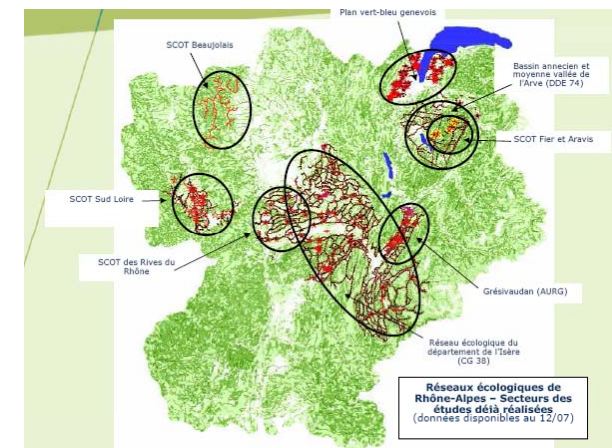 Plan vert-bleu genevois
SCOT Beaujolais
Bassin annecien et
moyenne vallée de
l'Arve (DDE 74)
SCOT Fier et Aravis
SCOT Sud Loire
SCOT des Rives du
Rhône
Grésivaudan (AURG)
Réseau écologique du
département de l'Isère
(CG 38)
Réseaux écologiques de
Rhône-Alpes – Secteurs des
études déjà réalisées
(données disponibles au 12/07)